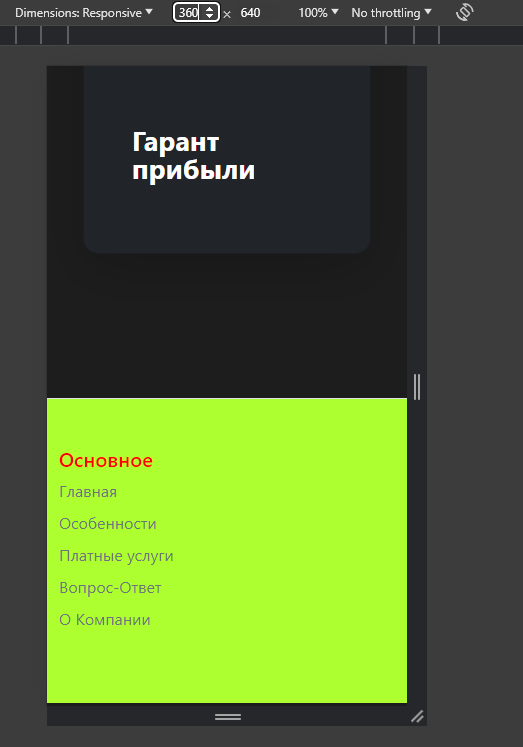 Dimensions: Responsive 360 × 640 100% No throttling
Гарант
прибыли
Основное
Главная
Особенности
Платные услуги
Вопрос-Ответ
О Компании